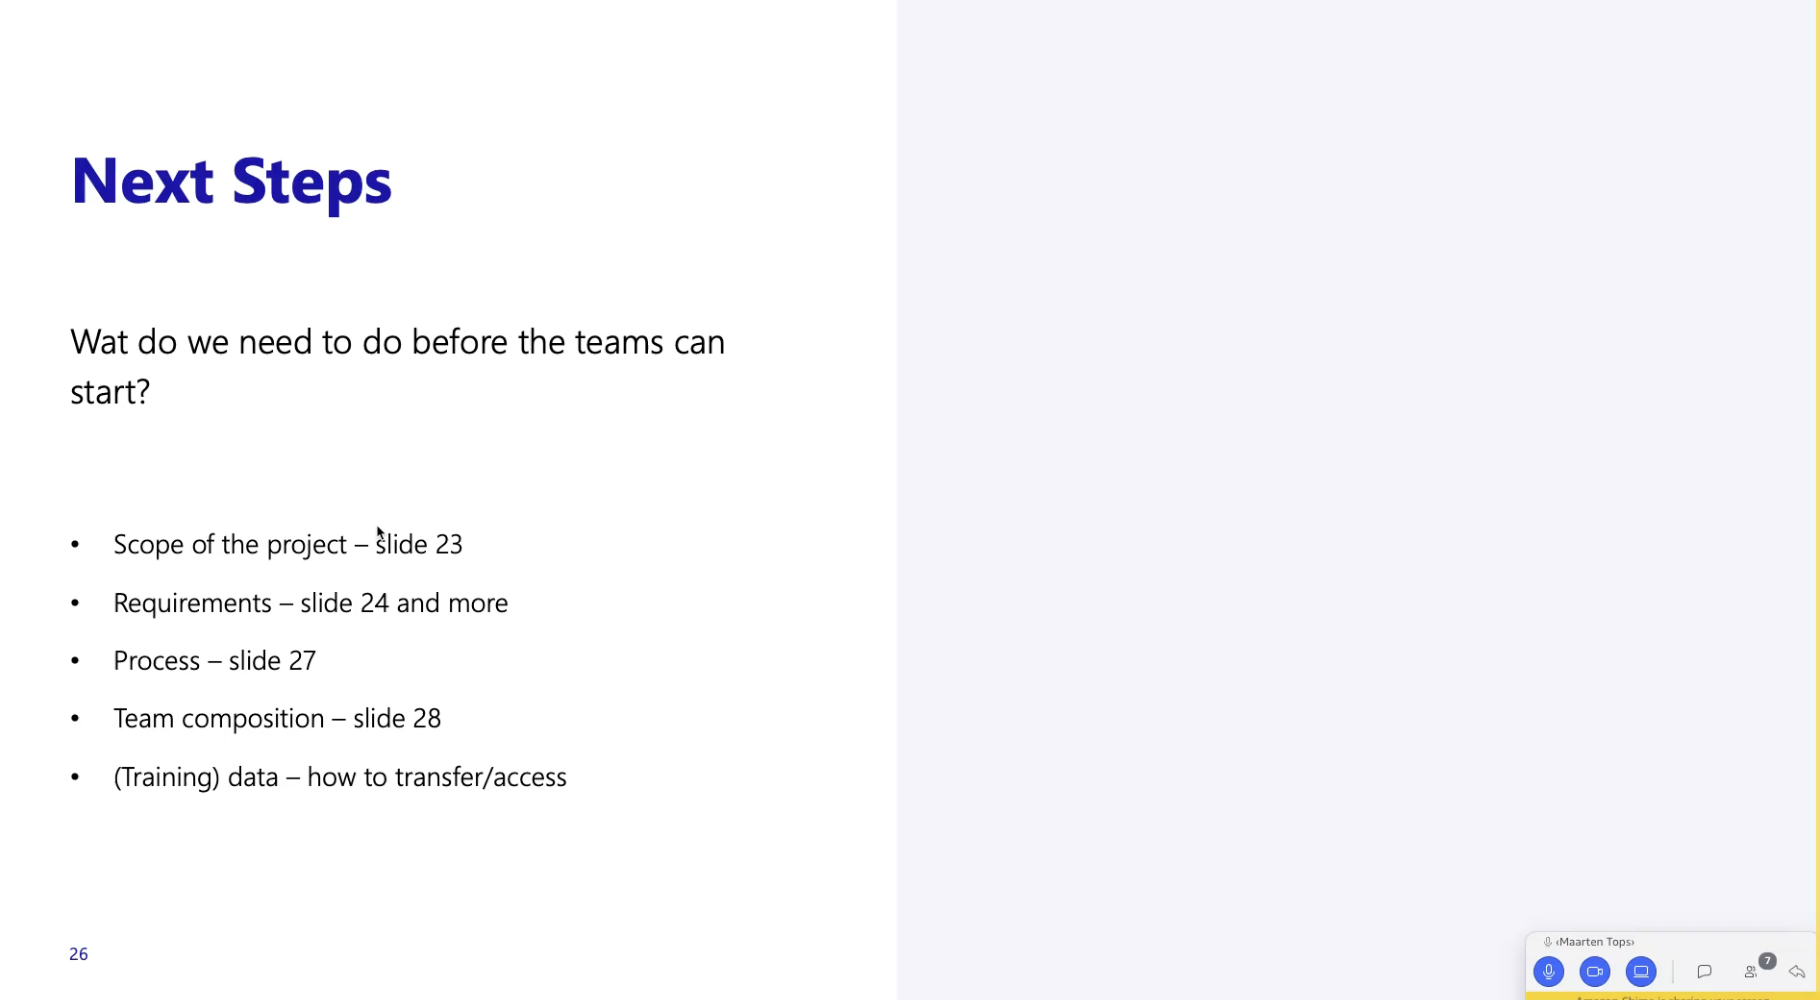 Next Steps
Wat do we need to do before the teams can
start?
• Scope of the project – slide 23
• Requirements – slide 24 and more
• Process – slide 27
• Team composition – slide 28
• (Training) data – how to transfer/access
26
‹Maarten Tops›
7